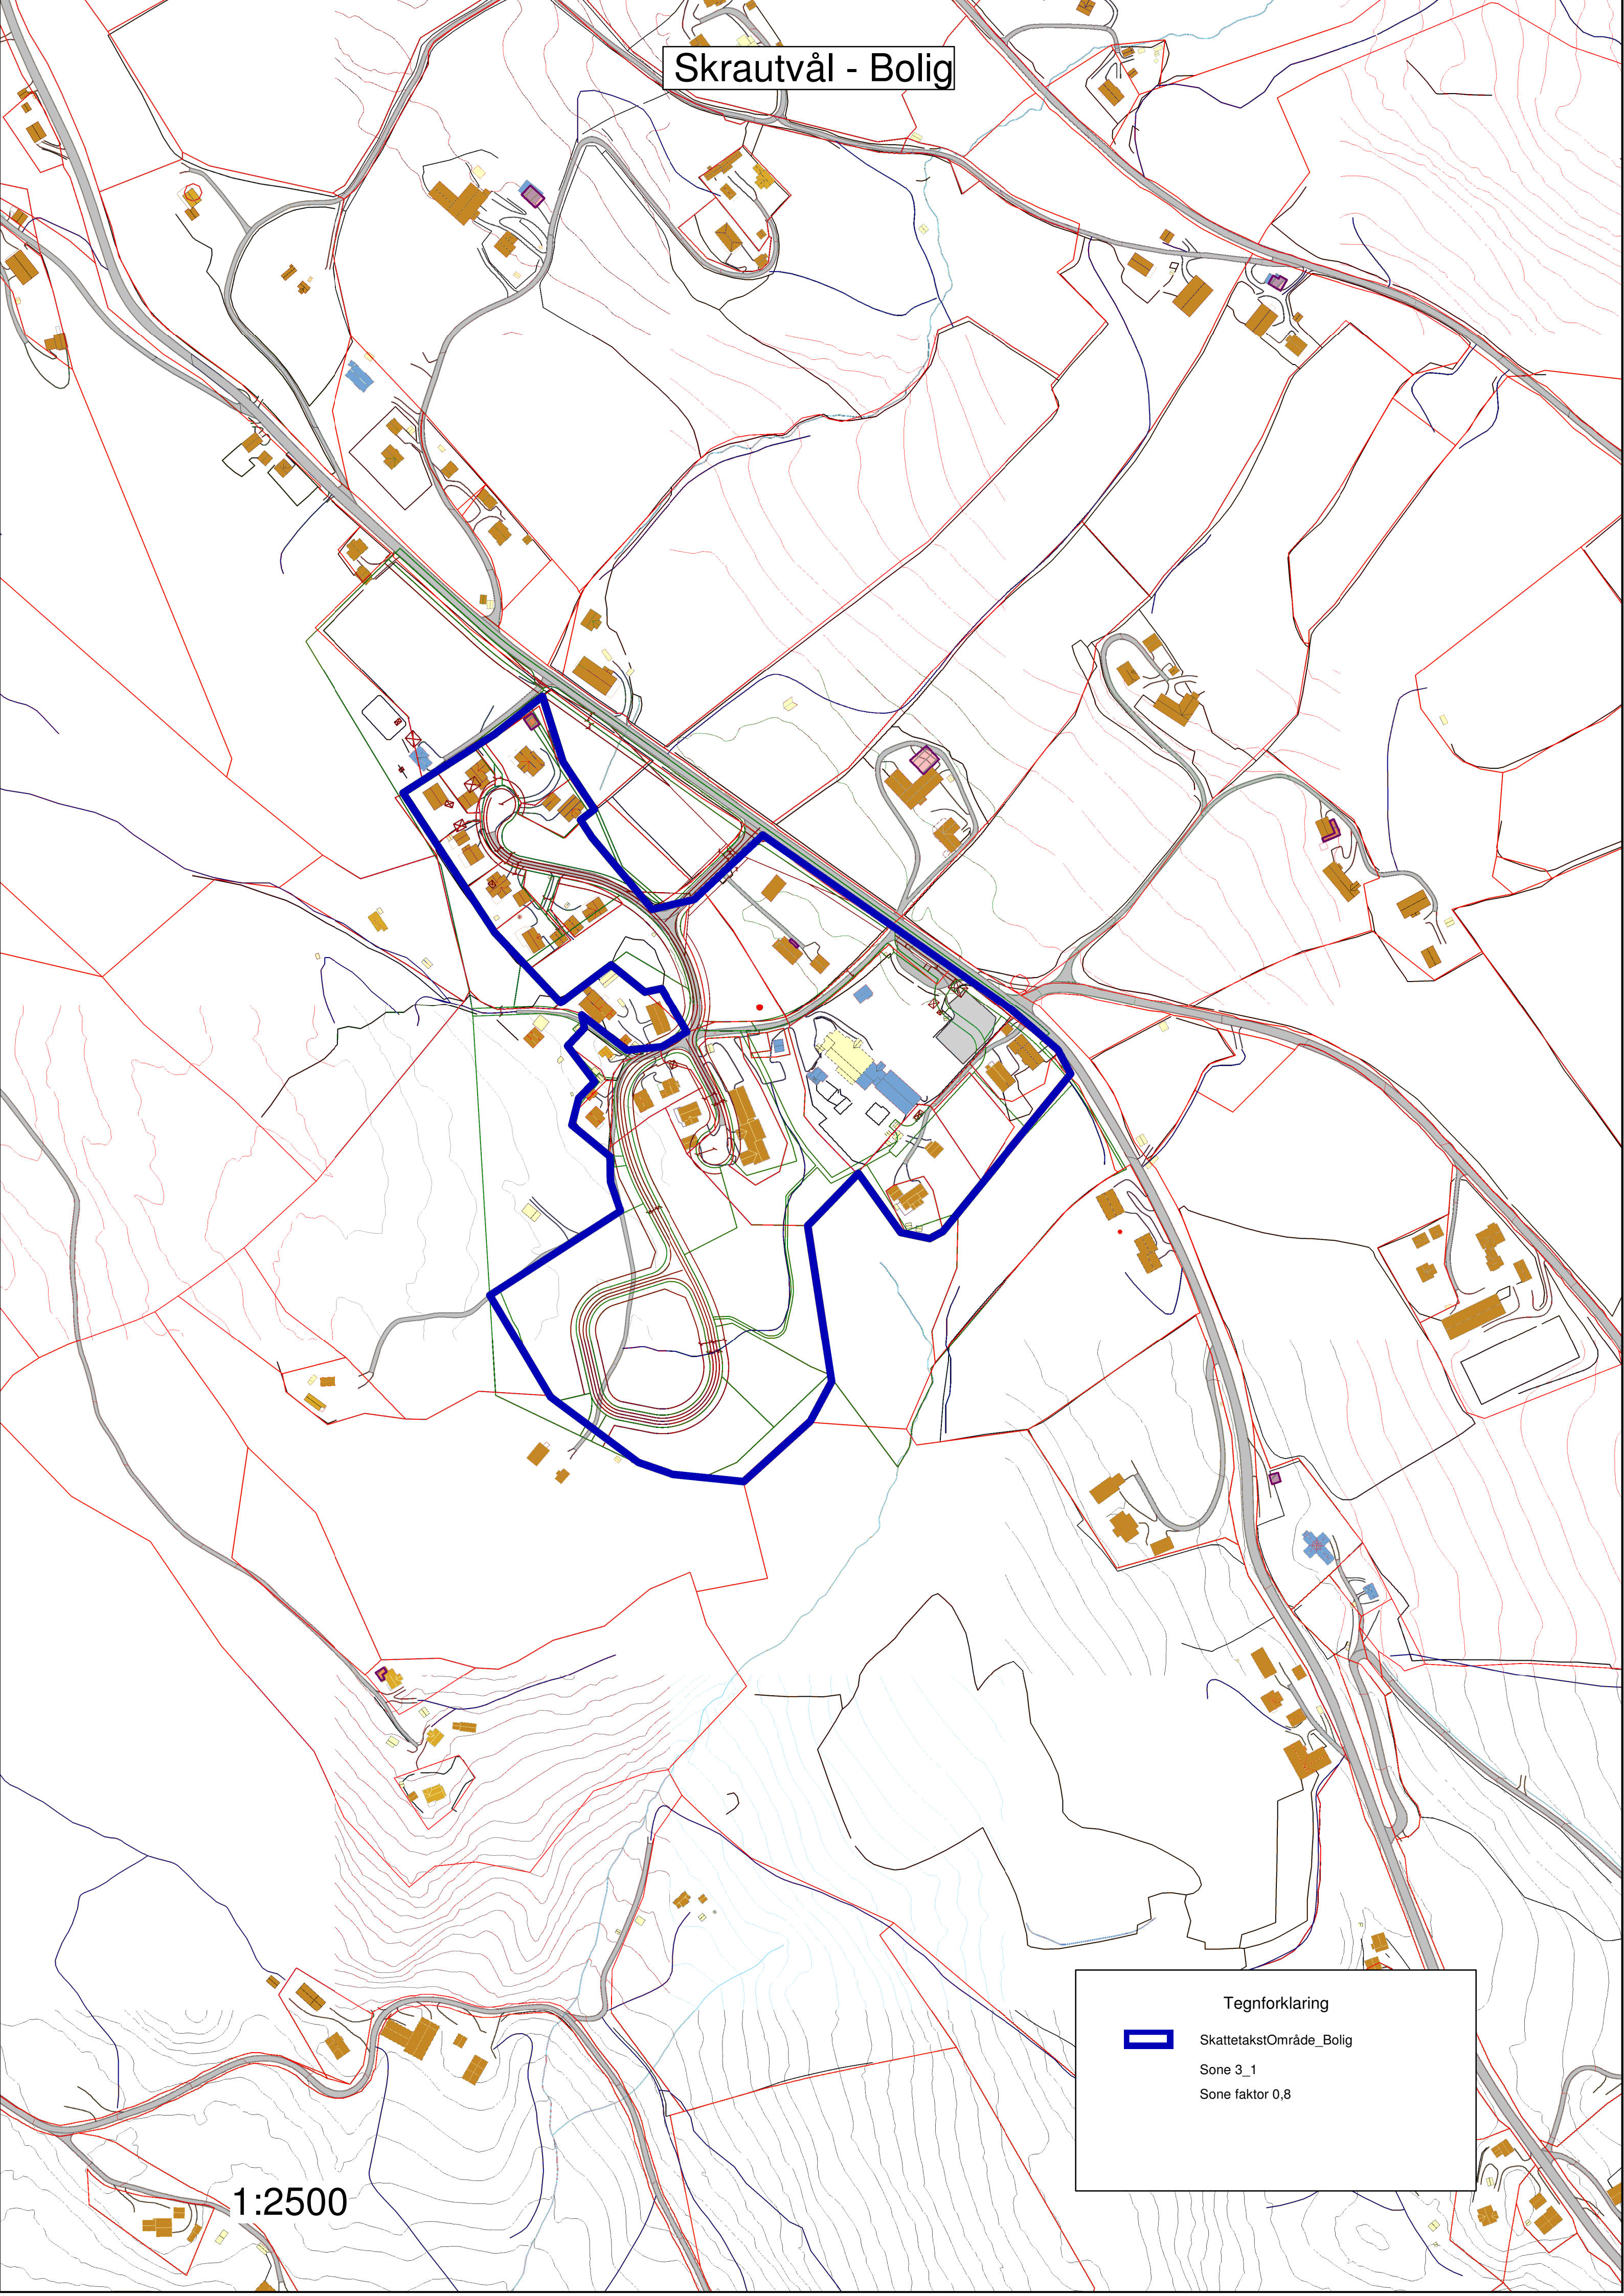 Skrautvål - Bolig
Tegnforklaring
SkattetakstOmråde_Bolig
Sone 3_1
Sone faktor 0,8
1:2500